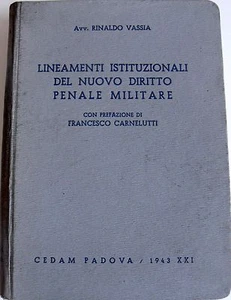 Avv. RINALDO VASSIA
LINEAMENTI ISTITUZIONALI
DEL NUOVO DIRITTO
PENALE MILITARE
CON PREFAZIONE DI
FRANCESCO CARNELUTTI
CEDAM PADOVA / 1943 XXI